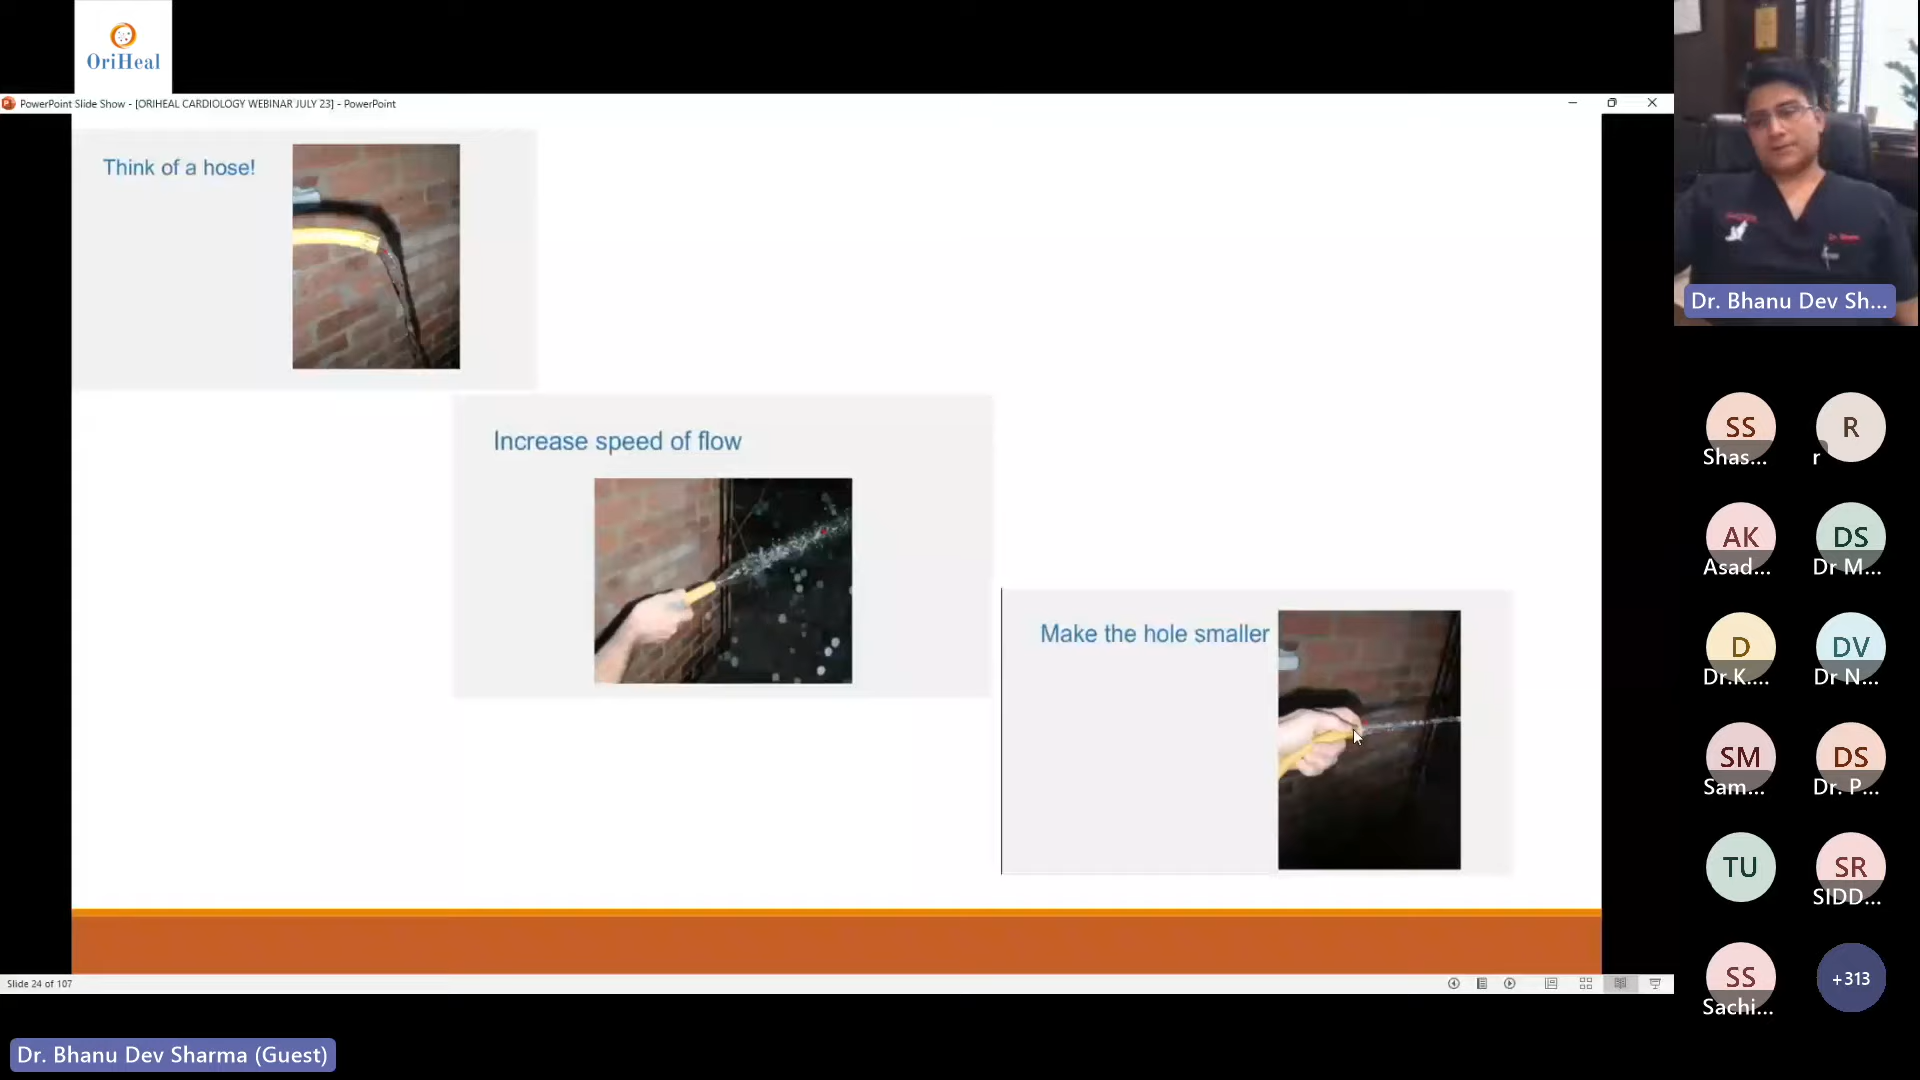 OriHeal
PowerPoint Slide Show - [ORIHEAL CARDIOLOGY WEBINAR JULY 23] - PowerPoint
Think of a hose!
Increase speed of flow
Make the hole smaller
Slide 24 of 107
Dr. Bhanu Dev Sh...
SS
Shas...
R
r
AK
Asad...
DS
Dr M...
D
Dr.K....
DV
Dr N...
SM
Sam...
DS
Dr. P...
TU
SR
SIDD...
SS
Sachi...
+313
Dr. Bhanu Dev Sharma (Guest)